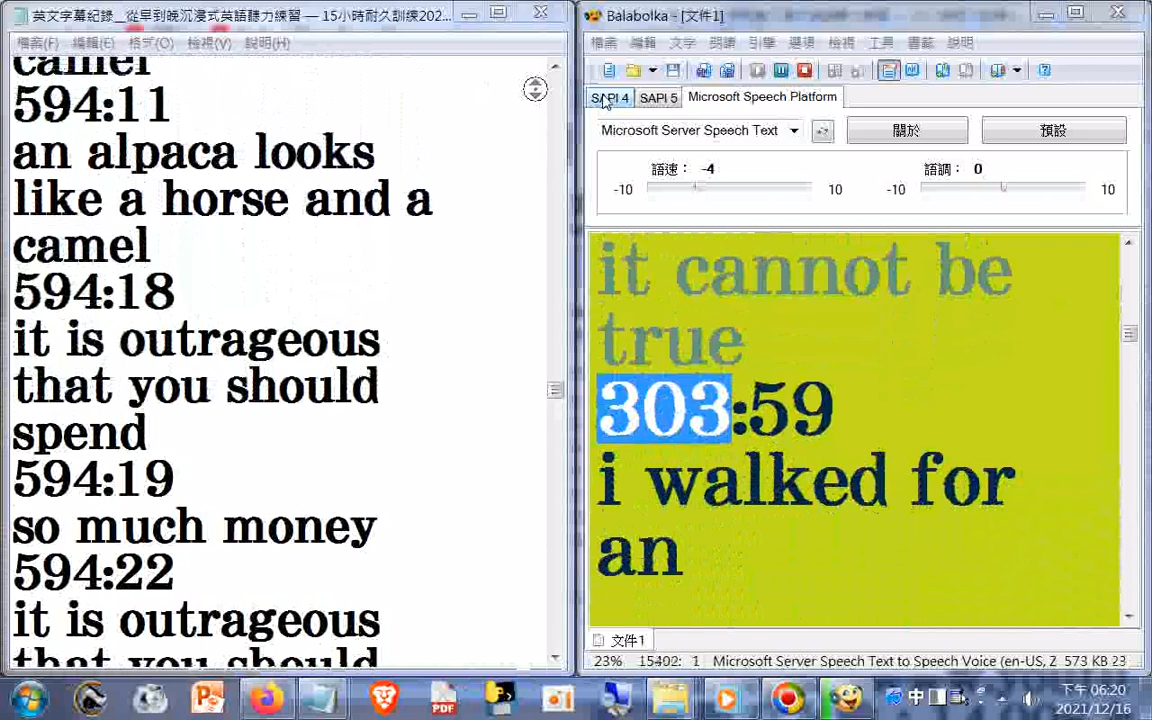 英文字幕紀錄__從早到晚沉浸式英語聽力練習 — 15小時耐久訓練202...
檔案(F) 編輯(E) 格式(O) 檢視(V) 說明(H)
camel
594:11
an alpaca looks
like a horse and a
camel
594:18
it is outrageous
that you should
spend
594:19
so much money
594:22
it is outrageous
that you should
Balabolka - [文件1]
檔案 編輯 文字 朗讀 引擎 選項 檢視 工具 書籤 說明
SAPI 4 SAPI 5 Microsoft Speech Platform
Microsoft Server Speech Text
關於
預設
語速： -4
語調： 0
-10 10 -10 10
it cannot be
true
303:59
i walked for
an
文件1
23% 15402: 1 Microsoft Server Speech Text to Speech Voice (en-US, Z 573 KB 23
PDF
中
下午 06:20
2021/12/16